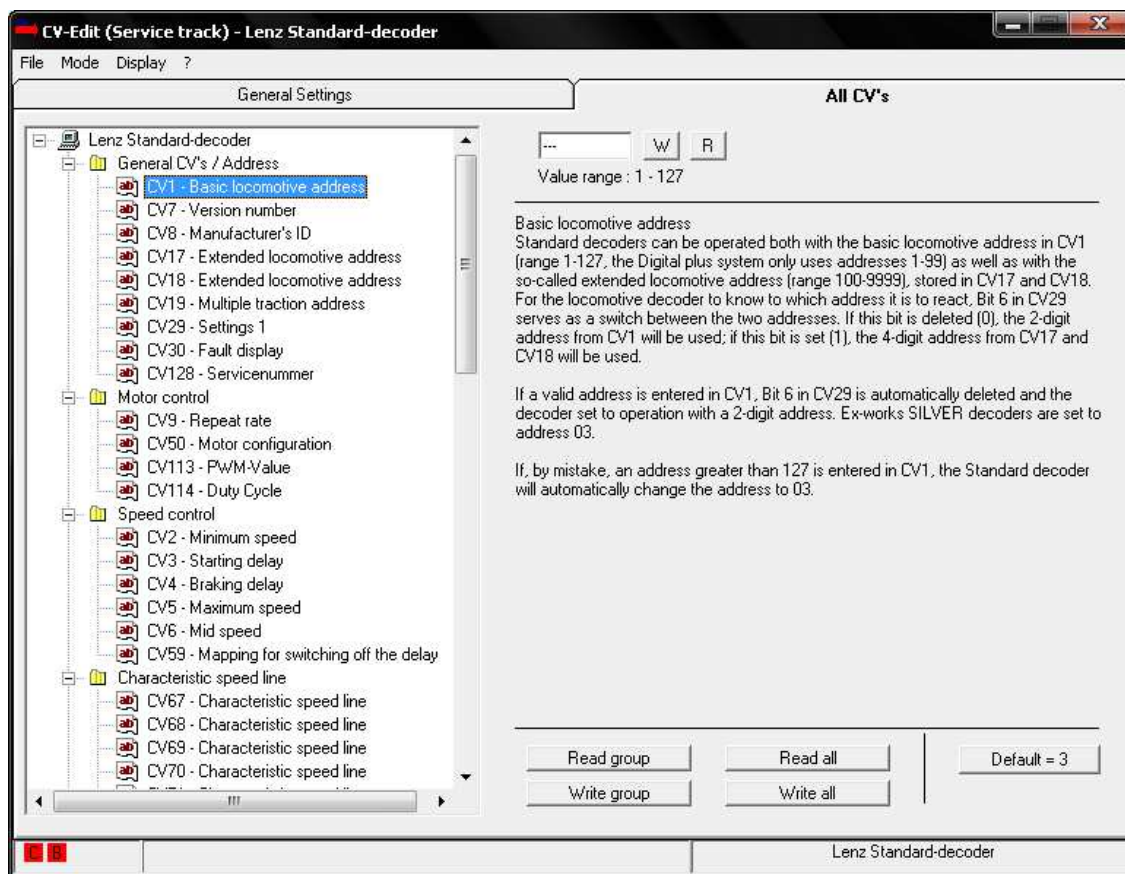 CV-Edit (Service track) - Lenz Standard-decoder
File Mode Display ?
General Settings
All CV's
Lenz Standard-decoder
General CV's / Address
CV1 - Basic locomotive address
CV7 - Version number
CV8 - Manufacturer's ID
CV17 - Extended locomotive address
CV18 - Extended locomotive address
CV19 - Multiple traction address
CV29 - Settings 1
CV30 - Fault display
CV128 - Servicenummer
Motor control
CV9 - Repeat rate
CV50 - Motor configuration
CV113 - PWM-Value
CV114 - Duty Cycle
Speed control
CV2 - Minimum speed
CV3 - Starting delay
CV4 - Braking delay
CV5 - Maximum speed
CV6 - Mid speed
CV59 - Mapping for switching off the delay
Characteristic speed line
CV67 - Characteristic speed line
CV68 - Characteristic speed line
CV69 - Characteristic speed line
CV70 - Characteristic speed line
--- W R
Value range : 1 - 127
Basic locomotive address
Standard decoders can be operated both with the basic locomotive address in CV1
(range 1-127, the Digital plus system only uses addresses 1-99) as well as with the
so-called extended locomotive address (range 100-9999), stored in CV17 and CV18.
For the locomotive decoder to know to which address it is to react, Bit 6 in CV29
serves as a switch between the two addresses. If this bit is deleted (0), the 2-digit
address from CV1 will be used; if this bit is set (1), the 4-digit address from CV17 and
CV18 will be used.
If a valid address is entered in CV1, Bit 6 in CV29 is automatically deleted and the
decoder set to operation with a 2-digit address. Ex-works SILVER decoders are set to
address 03.
If, by mistake, an address greater than 127 is entered in CV1, the Standard decoder
will automatically change the address to 03.
Read group Read all Default = 3
Write group Write all
C B
Lenz Standard-decoder